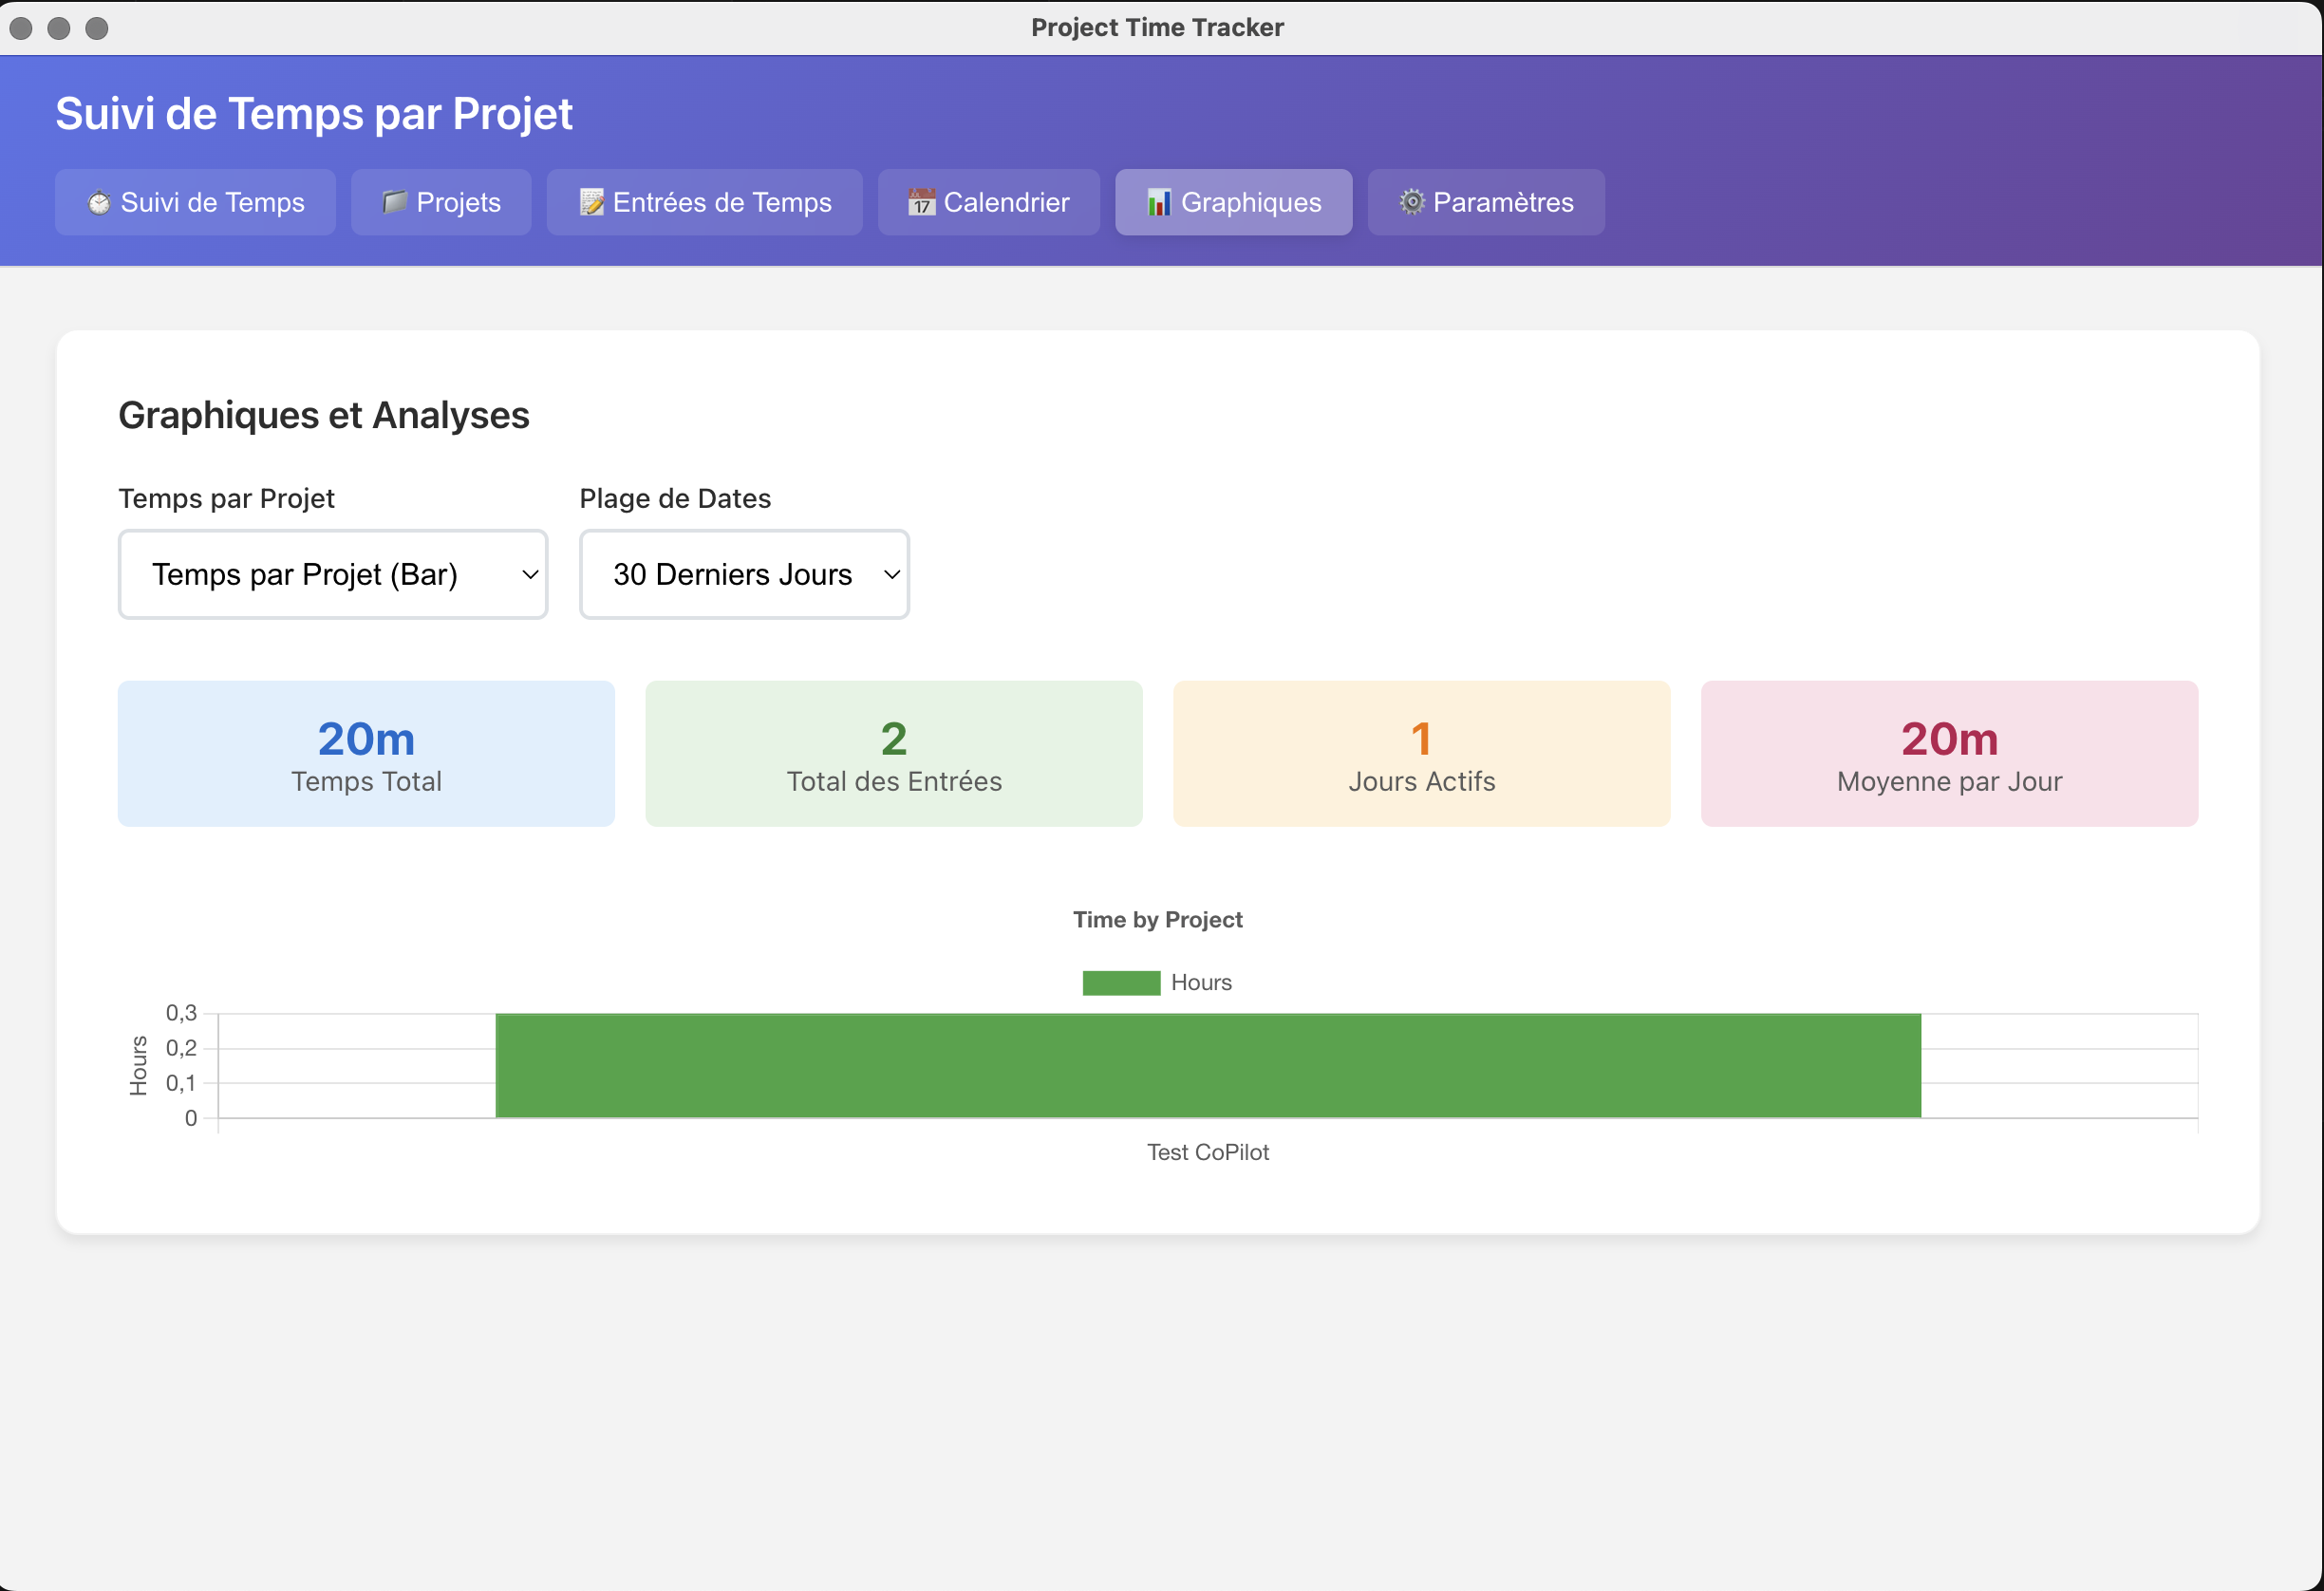 Project Time Tracker
Suivi de Temps par Projet
Suivi de Temps
Projets
Entrées de Temps
17 Calendrier
Graphiques
Paramètres
Graphiques et Analyses
Temps par Projet
Plage de Dates
Temps par Projet (Bar)
30 Derniers Jours
20m
Temps Total
2
Total des Entrées
1
Jours Actifs
20m
Moyenne par Jour
Time by Project
Hours
Hours
0,3
0,2
0,1
0
Test CoPilot